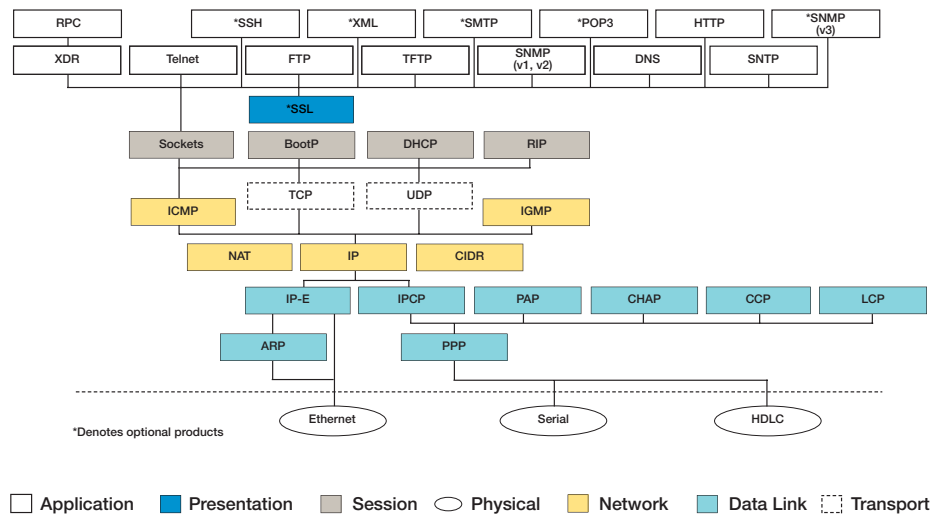 RPC
*SSH
*XML
*SMTP
*POP3
HTTP
*SNMP
(v3)
XDR
Telnet
FTP
TFTP
SNMP
(v1, v2)
DNS
SNTP
*SSL
Sockets
BootP
DHCP
RIP
TCP
UDP
ICMP
IGMP
NAT
IP
CIDR
IP-E
IPCP
PAP
CHAP
CCP
LCP
ARP
PPP
Ethernet
Serial
HDLC
*Denotes optional products
Application
Presentation
Session
Physical
Network
Data Link
Transport